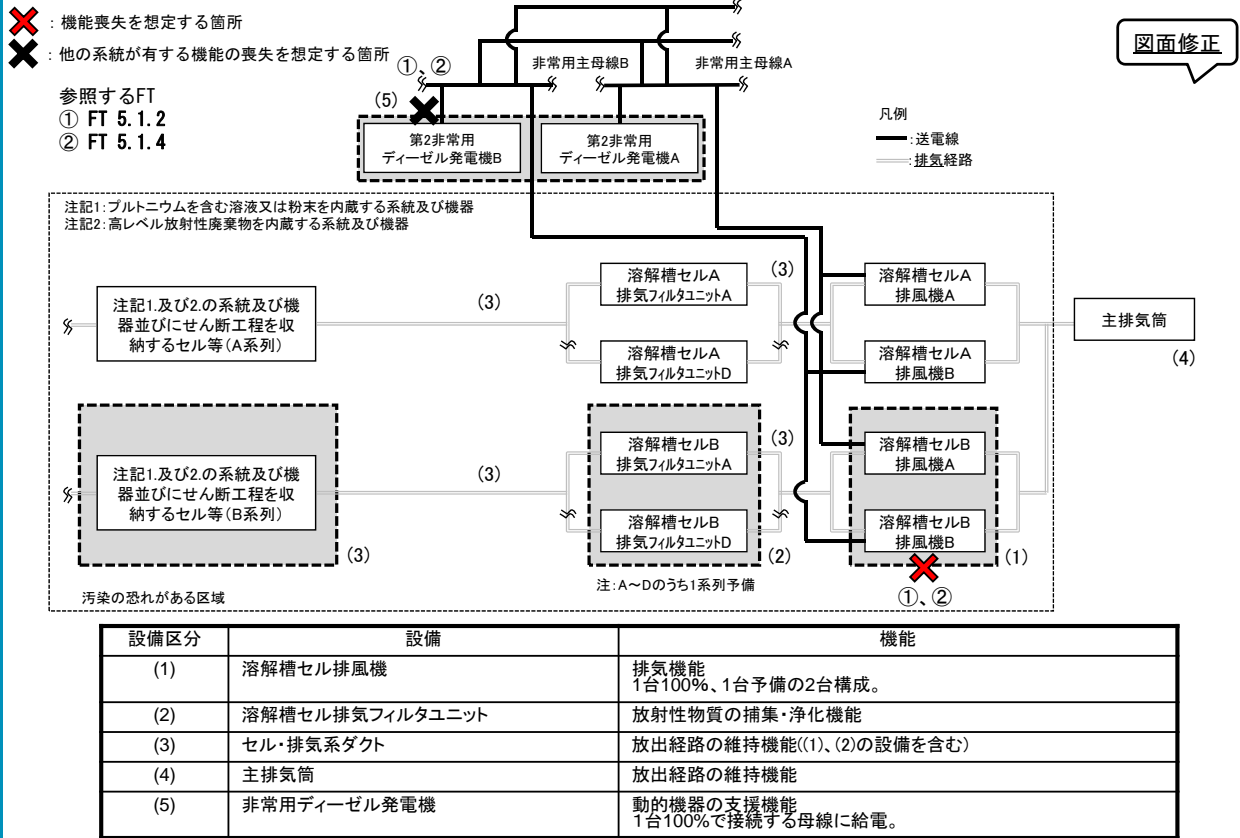 ：機能喪失を想定する箇所
：他の系統が有する機能の喪失を想定する箇所
参照するFT
① FT 5.1.2
② FT 5.1.4
図面修正
①、②
非常用主母線B
非常用主母線A
(5)
第2非常用
ディーゼル発電機B
第2非常用
ディーゼル発電機A
凡例
：送電線
：排気経路
注記1：プルトニウムを含む溶液又は粉末を内蔵する系統及び機器
注記2：高レベル放射性廃棄物を内蔵する系統及び機器
注記1.及び2.の系統及び機
器並びにせん断工程を収
納するセル等（A系列）
(3)
溶解槽セルA
排気フィルタユニットA
(3)
溶解槽セルA
排気フィルタユニットD
溶解槽セルA
排風機A
溶解槽セルA
排風機B
主排気筒
(4)
注記1.及び2.の系統及び機
器並びにせん断工程を収
納するセル等（B系列）
(3)
(3)
溶解槽セルB
排気フィルタユニットA
(3)
溶解槽セルB
排気フィルタユニットD
(2)
溶解槽セルB
排風機A
溶解槽セルB
排風機B
(1)
①、②
注：A～Dのうち1系列予備
汚染の恐れがある区域
設備区分 設備 機能
(1) 溶解槽セル排風機 排気機能
1台100%、1台予備の2台構成。
(2) 溶解槽セル排気フィルタユニット 放射性物質の捕集・浄化機能
(3) セル・排気系ダクト 放出経路の維持機能((1)、(2)の設備を含む)
(4) 主排気筒 放出経路の維持機能
(5) 非常用ディーゼル発電機 動的機器の支援機能
1台100%で接続する母線に給電。